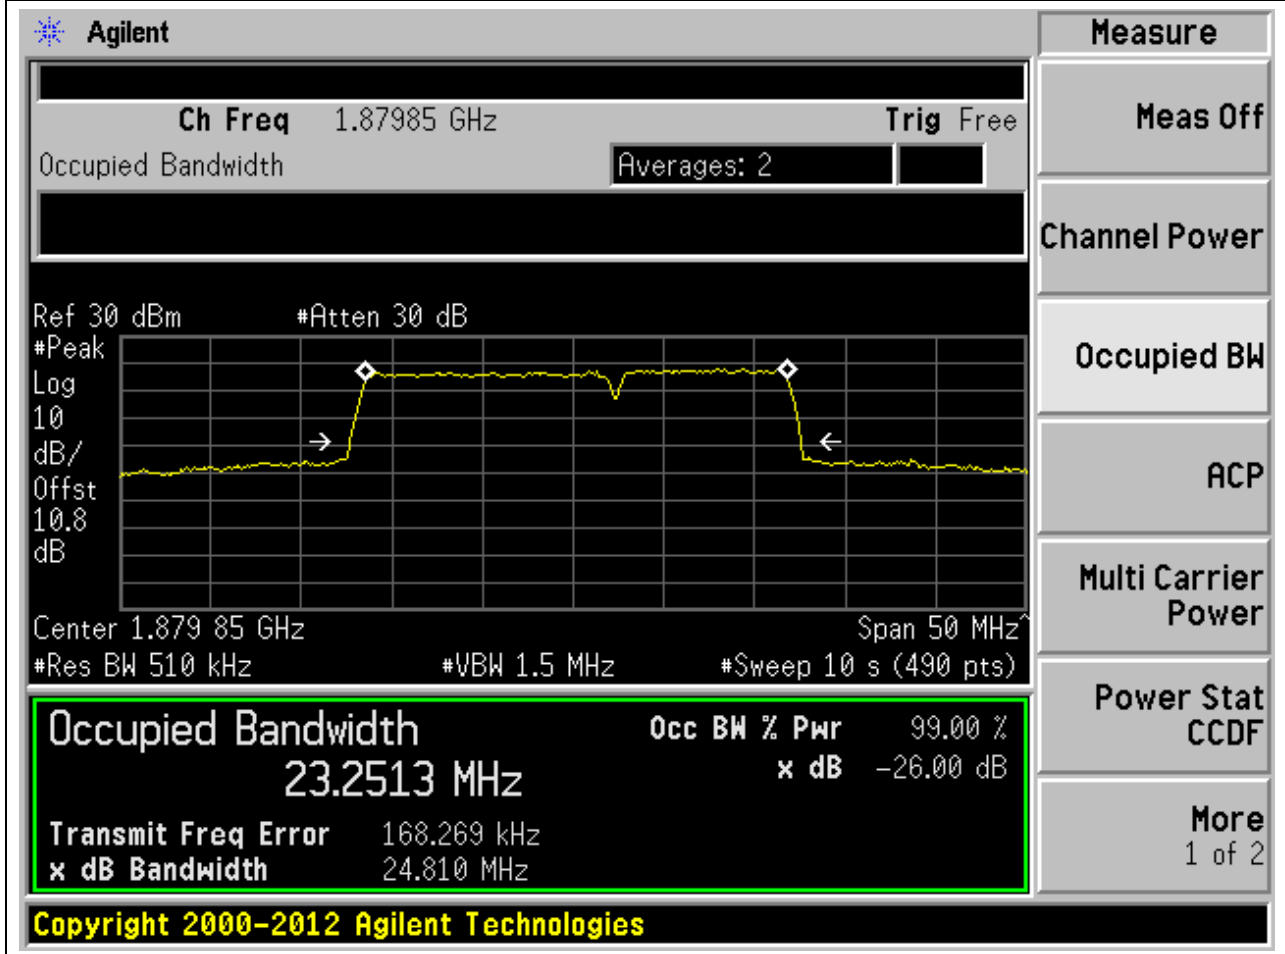 Agilent
Measure
Ch Freq 1.87985 GHz Trig Free
Occupied Bandwidth Averages: 2
Meas Off
Channel Power
Ref 30 dBm #Atten 30 dB
#Peak
Log
10
dB/
Offst
10.8
dB
Occupied BW
ACP
Center 1.879 85 GHz Span 50 MHz^
#Res BW 510 kHz #VBW 1.5 MHz #Sweep 10 s (490 pts)
Multi Carrier
Power
Occupied Bandwidth Occ BW % Pwr 99.00 %
23.2513 MHz x dB -26.00 dB
Transmit Freq Error 168.269 kHz
x dB Bandwidth 24.810 MHz
Power Stat
CCDF
More
1 of 2
Copyright 2000-2012 Agilent Technologies